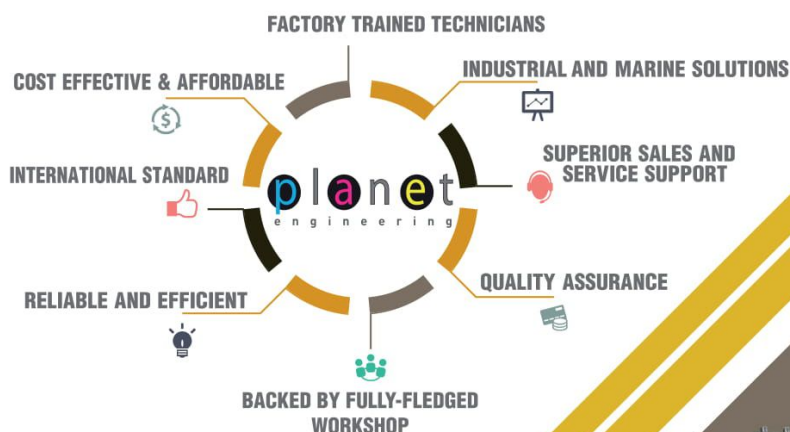 FACTORY TRAINED TECHNICIANS
INDUSTRIAL AND MARINE SOLUTIONS
COST EFFECTIVE & AFFORDABLE
SUPERIOR SALES AND
SERVICE SUPPORT
INTERNATIONAL STANDARD
planet
engineering
QUALITY ASSURANCE
RELIABLE AND EFFICIENT
BACKED BY FULLY-FLEDGED
WORKSHOP